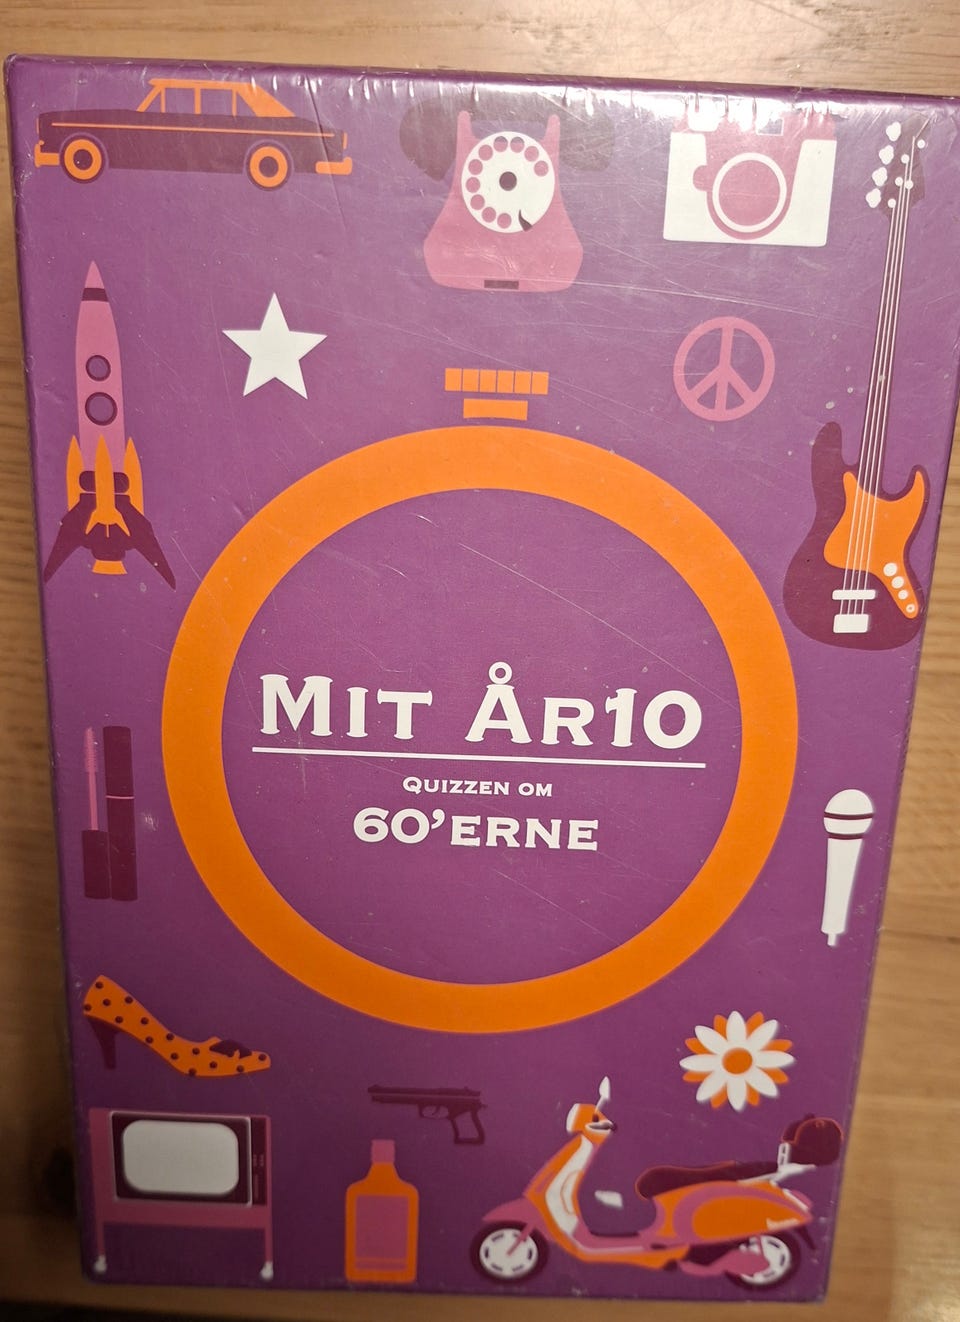 Mit År10
Quizzen om
60'erne